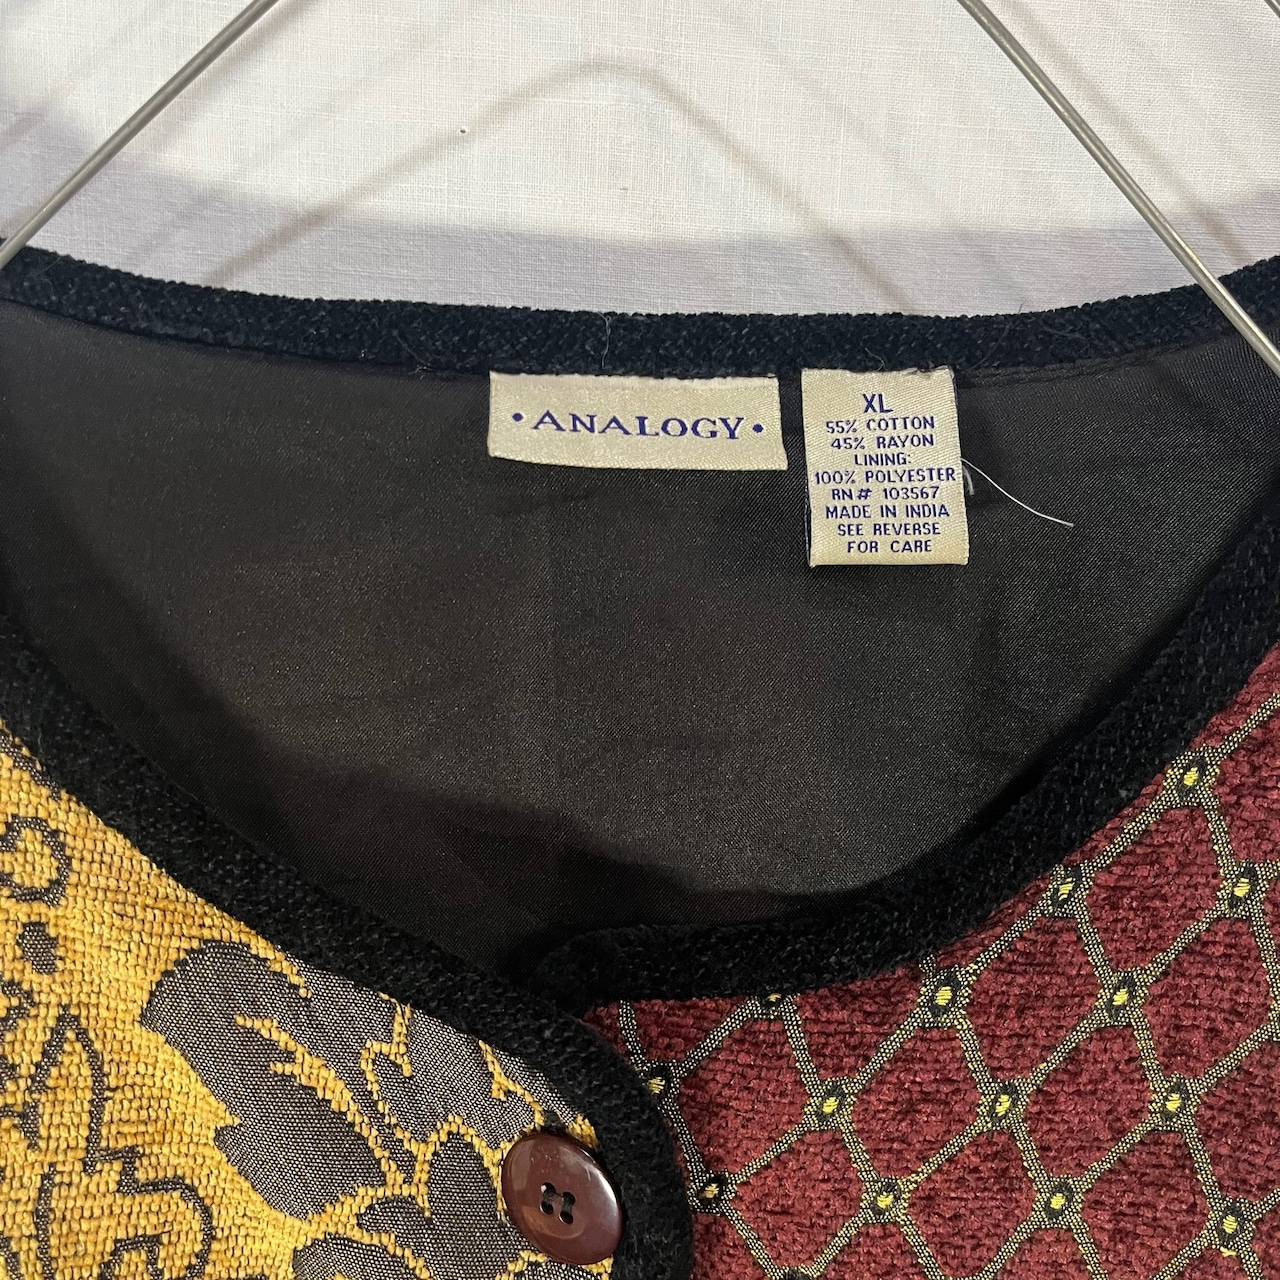 •ANALOGY•
XL
55% COTTON
45% RAYON
LINING:
100% POLYESTER
RN# 103567
MADE IN INDIA
SEE REVERSE
FOR CARE